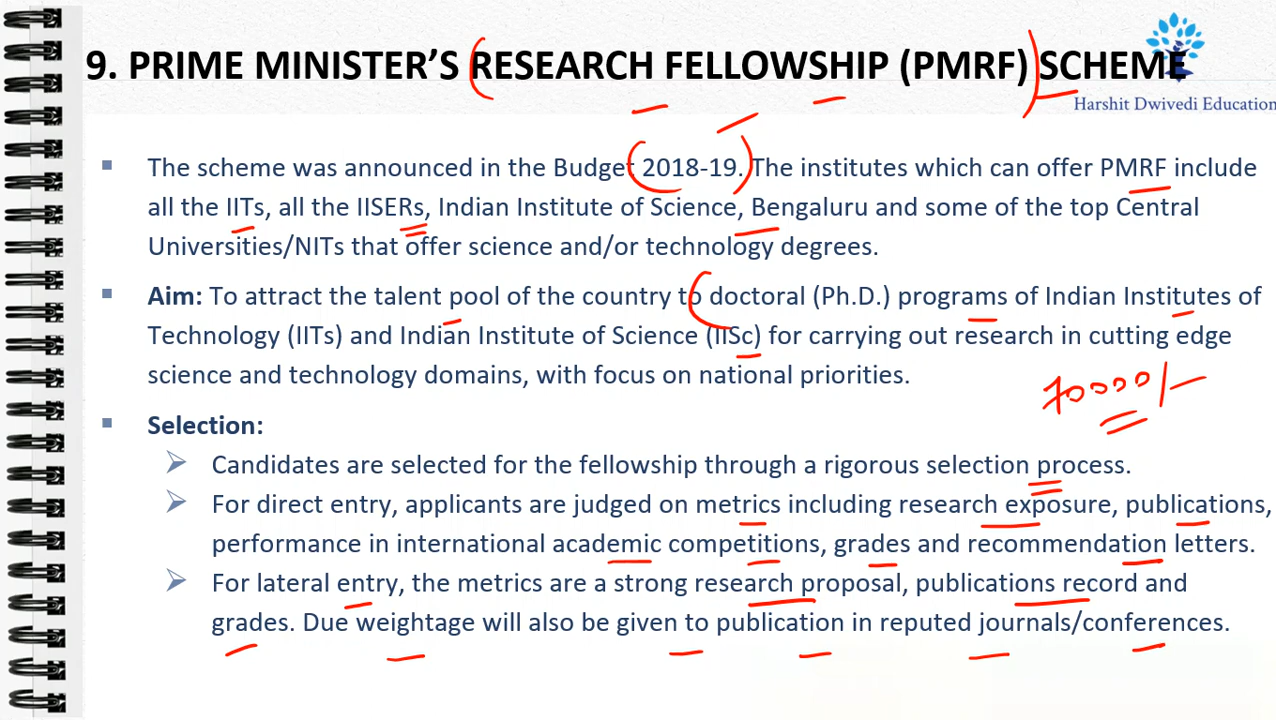 9. PRIME MINISTER’S RESEARCH FELLOWSHIP (PMRF) SCHEME
Harshit Dwivedi Education
▪ The scheme was announced in the Budget 2018-19. The institutes which can offer PMRF include
all the IITs, all the IISERs, Indian Institute of Science, Bengaluru and some of the top Central
Universities/NITs that offer science and/or technology degrees.
▪ Aim: To attract the talent pool of the country to doctoral (Ph.D.) programs of Indian Institutes of
Technology (IITs) and Indian Institute of Science (IISc) for carrying out research in cutting edge
science and technology domains, with focus on national priorities.
70000/-
▪ Selection:
➢ Candidates are selected for the fellowship through a rigorous selection process.
➢ For direct entry, applicants are judged on metrics including research exposure, publications,
performance in international academic competitions, grades and recommendation letters.
➢ For lateral entry, the metrics are a strong research proposal, publications record and
grades. Due weightage will also be given to publication in reputed journals/conferences.